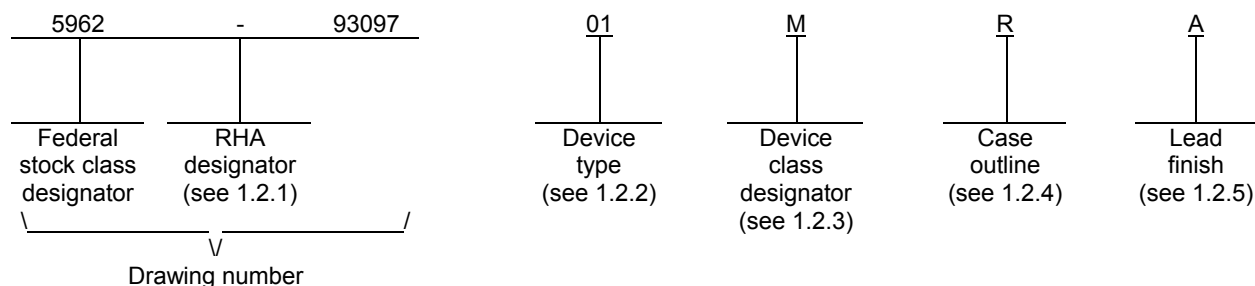 5962 - 93097 01 M R A
Federal stock class designator
RHA designator (see 1.2.1)
Device type (see 1.2.2)
Device class designator (see 1.2.3)
Case outline (see 1.2.4)
Lead finish (see 1.2.5)
\ /
\/
Drawing number